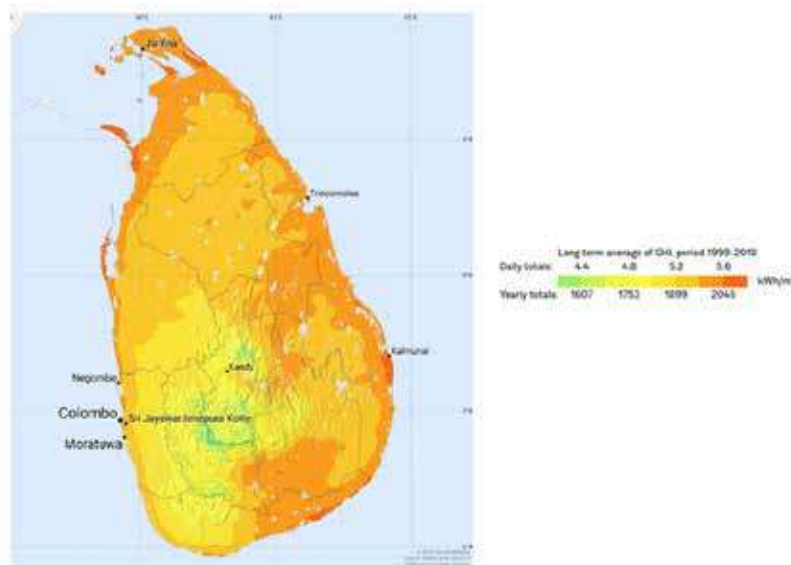 Jaffna
Trincomalee
Kalmunai
Kandy
Negombo
Colombo
Sri Jayawardenepura Kotte
Moratuwa
Long term average of GHI, period 1999-2018
Daily totals: 4.4 4.8 5.2 5.6
kWh/m
Yearly totals: 1607 1753 1899 2045